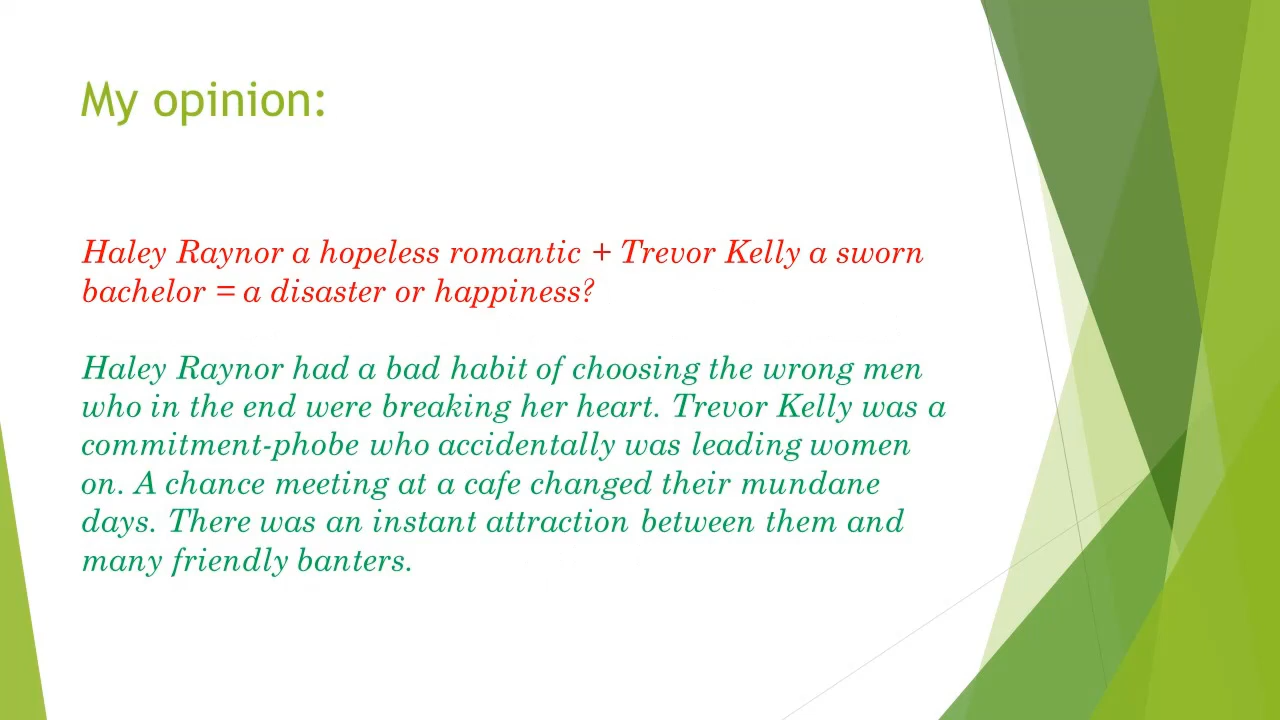 My opinion:
Haley Raynor a hopeless romantic + Trevor Kelly a sworn
bachelor = a disaster or happiness?
Haley Raynor had a bad habit of choosing the wrong men
who in the end were breaking her heart. Trevor Kelly was a
commitment-phobe who accidentally was leading women
on. A chance meeting at a cafe changed their mundane
days. There was an instant attraction between them and
many friendly banters.